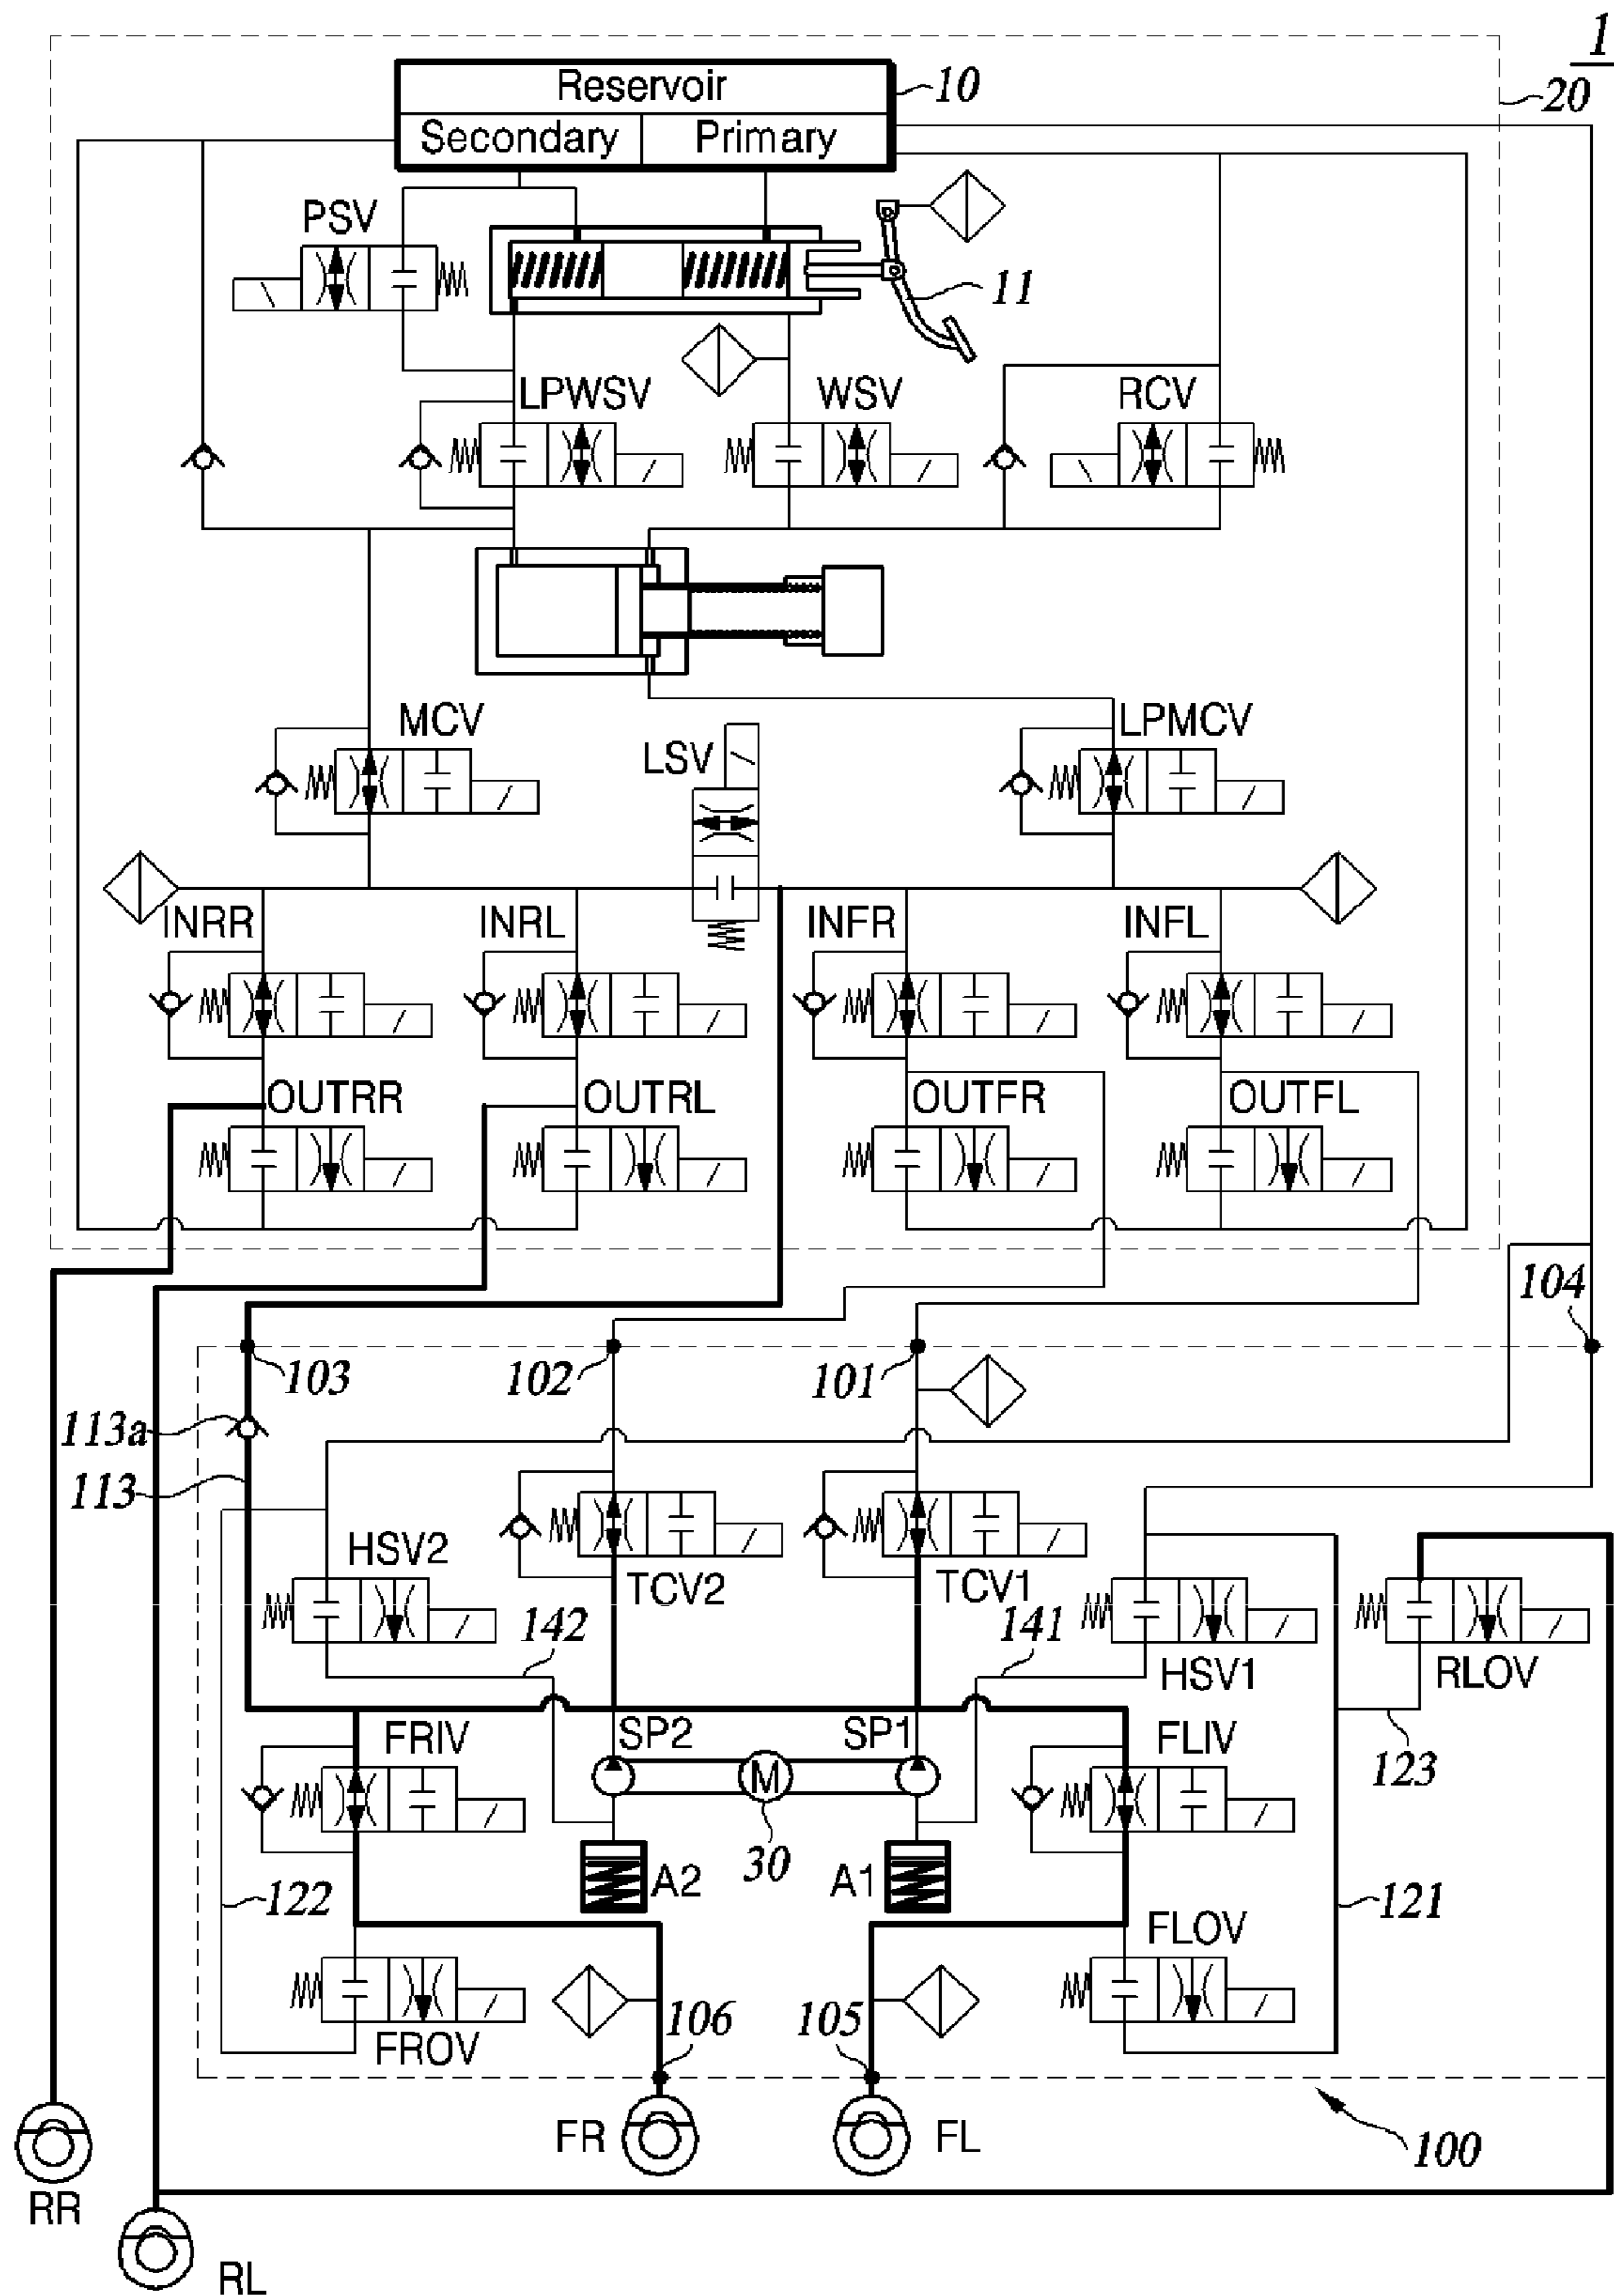 1
Reservoir
10
20
Secondary
Primary
PSV
11
LPWSV
WSV
RCV
MCV
LSV
LPMCV
INRR
INRL
INFR
INFL
OUTRR
OUTRL
OUTFR
OUTFL
104
103
102
101
113a
113
HSV2
TCV2
TCV1
142
141
HSV1
RLOV
SP2
SP1
FRIV
FLIV
M
123
30
A2
A1
122
121
FLOV
FROV
106
105
FR
FL
100
RR
RL